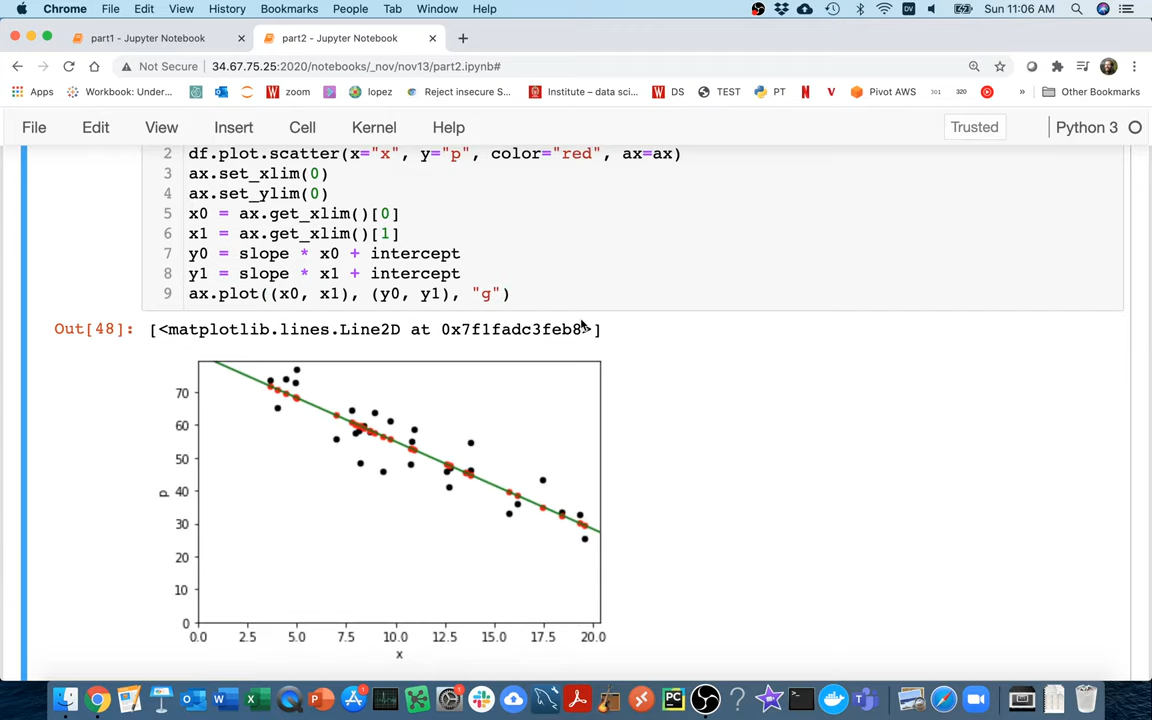 Chrome File Edit View History Bookmarks People Tab Window Help Sun 11:06 AM
part1 - Jupyter Notebook part2 - Jupyter Notebook
Not Secure 34.67.75.25:2020/notebooks/_nov/nov13/part2.ipynb#
Apps Workbook: Under... zoom lopez Reject insecure S... Institute – data sci... DS TEST PT Pivot AWS 301 320 » Other Bookmarks
File Edit View Insert Cell Kernel Help Trusted Python 3
2 df.plot.scatter(x="x", y="p", color="red", ax=ax)
3 ax.set_xlim(0)
4 ax.set_ylim(0)
5 x0 = ax.get_xlim()[0]
6 x1 = ax.get_xlim()[1]
7 y0 = slope * x0 + intercept
8 y1 = slope * x1 + intercept
9 ax.plot((x0, x1), (y0, y1), "g")
Out[48]: [<matplotlib.lines.Line2D at 0x7f1fadc3feb8>]
70
60
50
p
40
30
20
10
0
0.0 2.5 5.0 7.5 10.0 12.5 15.0 17.5 20.0
x